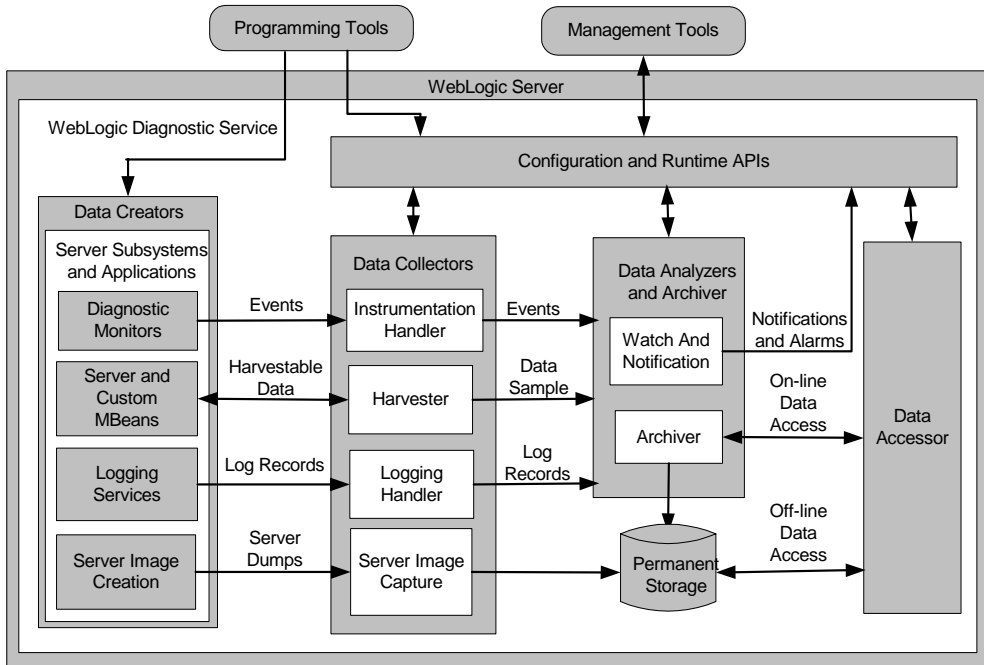 Programming Tools
Management Tools
WebLogic Server
WebLogic Diagnostic Service
Configuration and Runtime APIs
Data Creators
Server Subsystems
and Applications
Diagnostic
Monitors
Server and
Custom
MBeans
Logging
Services
Server Image
Creation
Events
Harvestable
Data
Log Records
Server
Dumps
Data Collectors
Instrumentation
Handler
Harvester
Logging
Handler
Server Image
Capture
Events
Data
Sample
Log
Records
Data Analyzers
and Archiver
Watch And
Notification
Archiver
Permanent
Storage
Notifications
and Alarms
On-line
Data
Access
Off-line
Data
Access
Data
Accessor